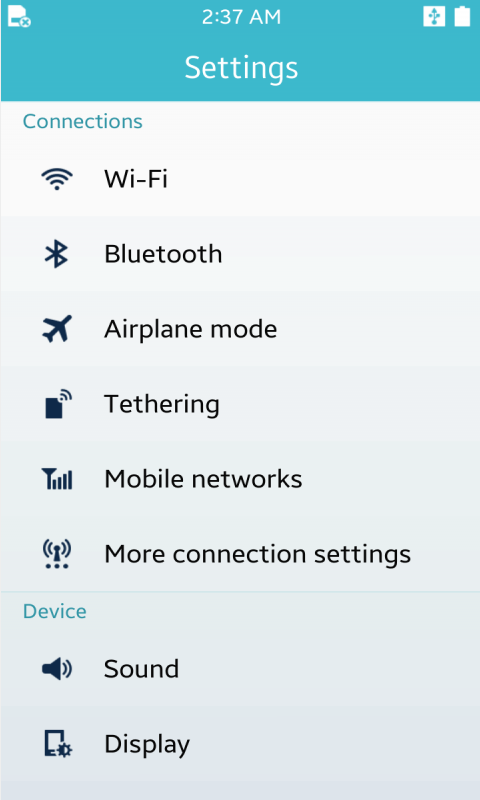 2:37 AM
Settings
Connections
Wi-Fi
Bluetooth
Airplane mode
Tethering
Mobile networks
More connection settings
Device
Sound
Display